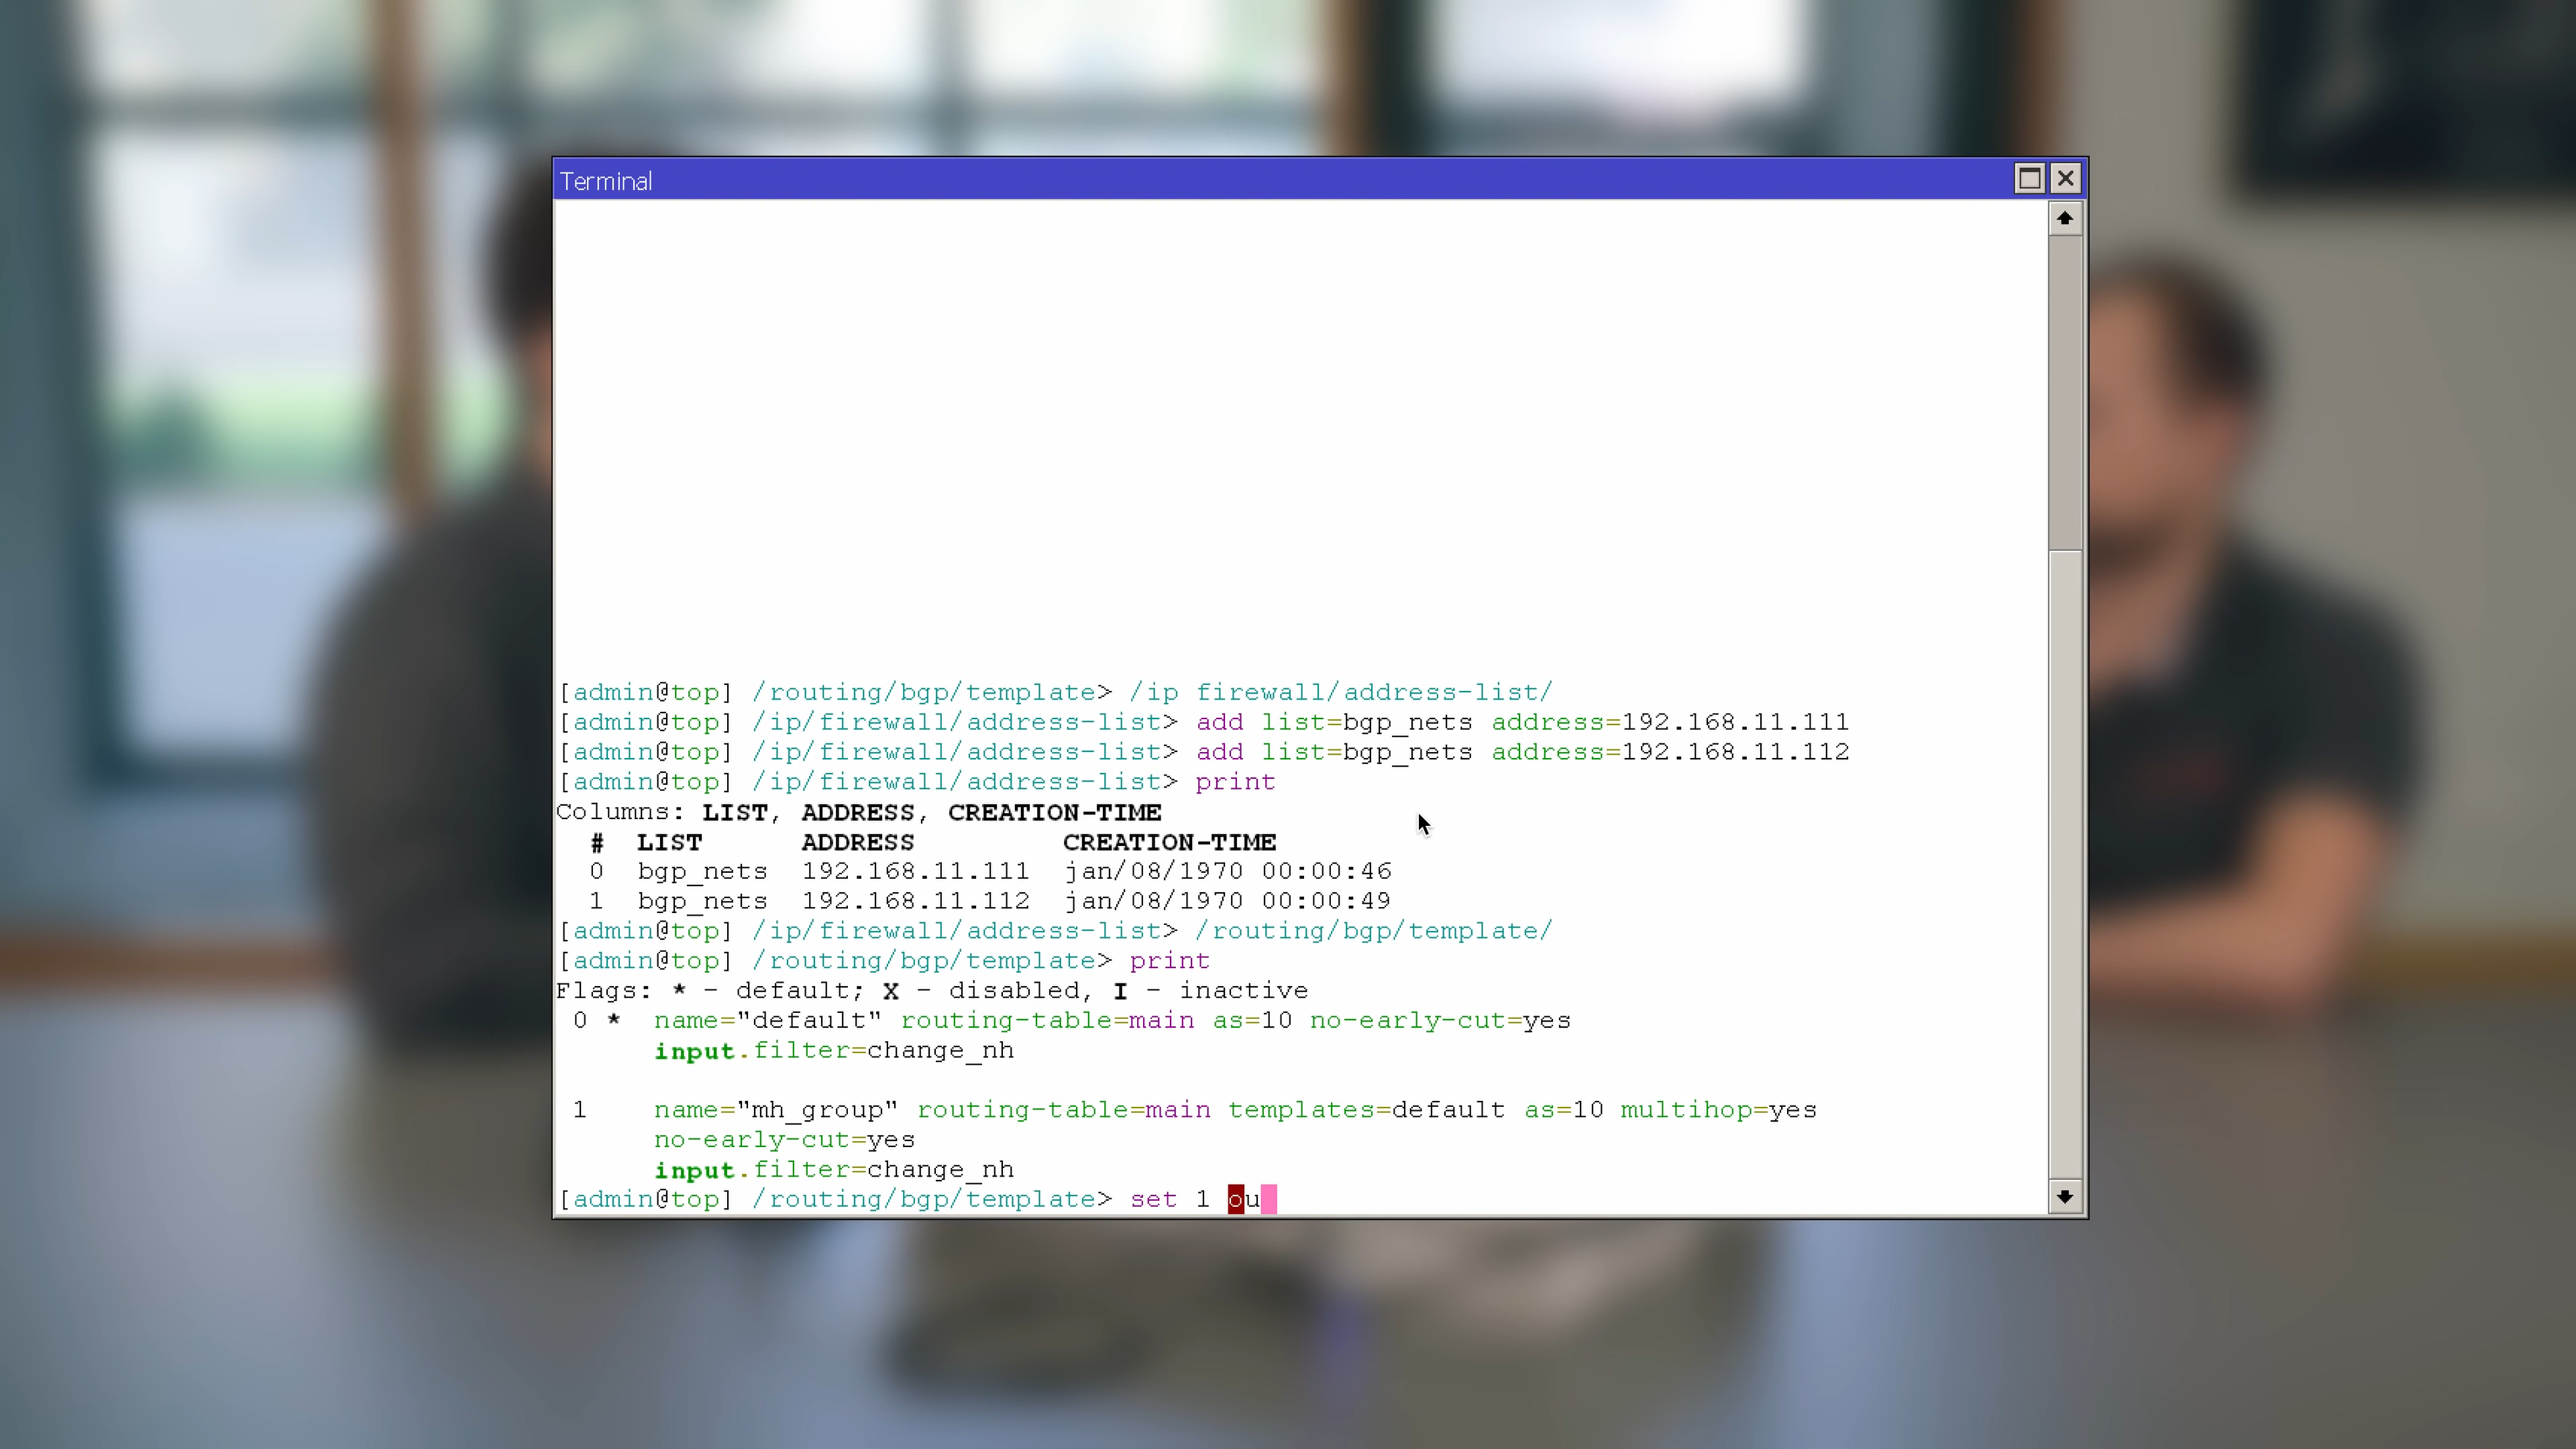 Terminal
[admin@top] /routing/bgp/template> /ip firewall/address-list/
[admin@top] /ip/firewall/address-list> add list=bgp_nets address=192.168.11.111
[admin@top] /ip/firewall/address-list> add list=bgp_nets address=192.168.11.112
[admin@top] /ip/firewall/address-list> print
Columns: LIST, ADDRESS, CREATION-TIME
# LIST ADDRESS CREATION-TIME
0 bgp_nets 192.168.11.111 jan/08/1970 00:00:46
1 bgp_nets 192.168.11.112 jan/08/1970 00:00:49
[admin@top] /ip/firewall/address-list> /routing/bgp/template/
[admin@top] /routing/bgp/template> print
Flags: * - default; X - disabled, I - inactive
0 * name="default" routing-table=main as=10 no-early-cut=yes
input.filter=change_nh
1 name="mh_group" routing-table=main templates=default as=10 multihop=yes
no-early-cut=yes
input.filter=change_nh
[admin@top] /routing/bgp/template> set 1 ou